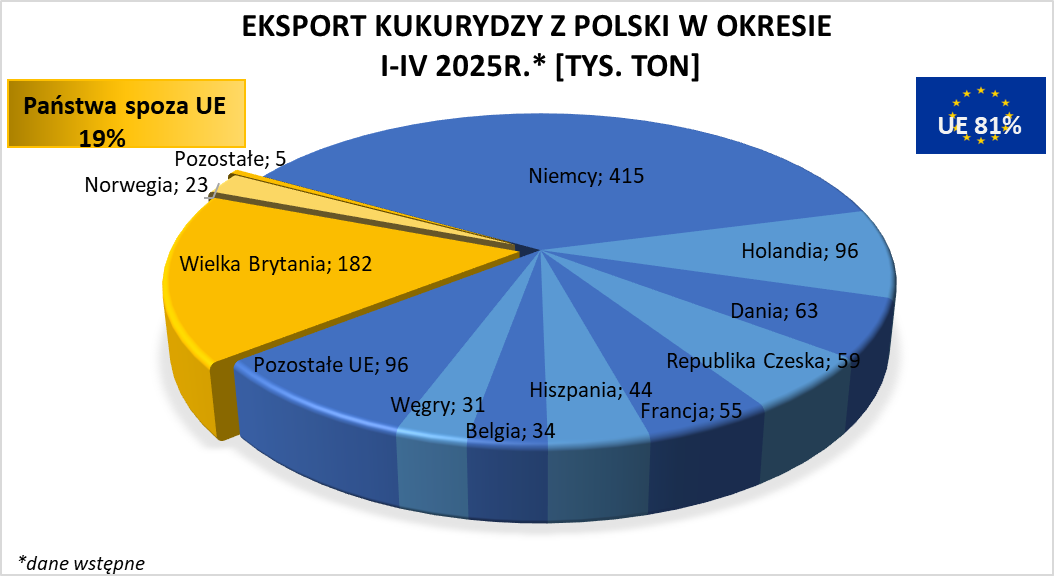 EKSPORT KUKURYDZY Z POLSKI W OKRESIE
I-IV 2025R.* [TYS. TON]
Państwa spoza UE
19%
UE 81%
Pozostałe; 5
Norwegia; 23
Niemcy; 415
Holandia; 96
Wielka Brytania; 182
Dania; 63
Republika Czeska; 59
Pozostałe UE; 96
Hiszpania; 44
Węgry; 31
Francja; 55
Belgia; 34
*dane wstępne